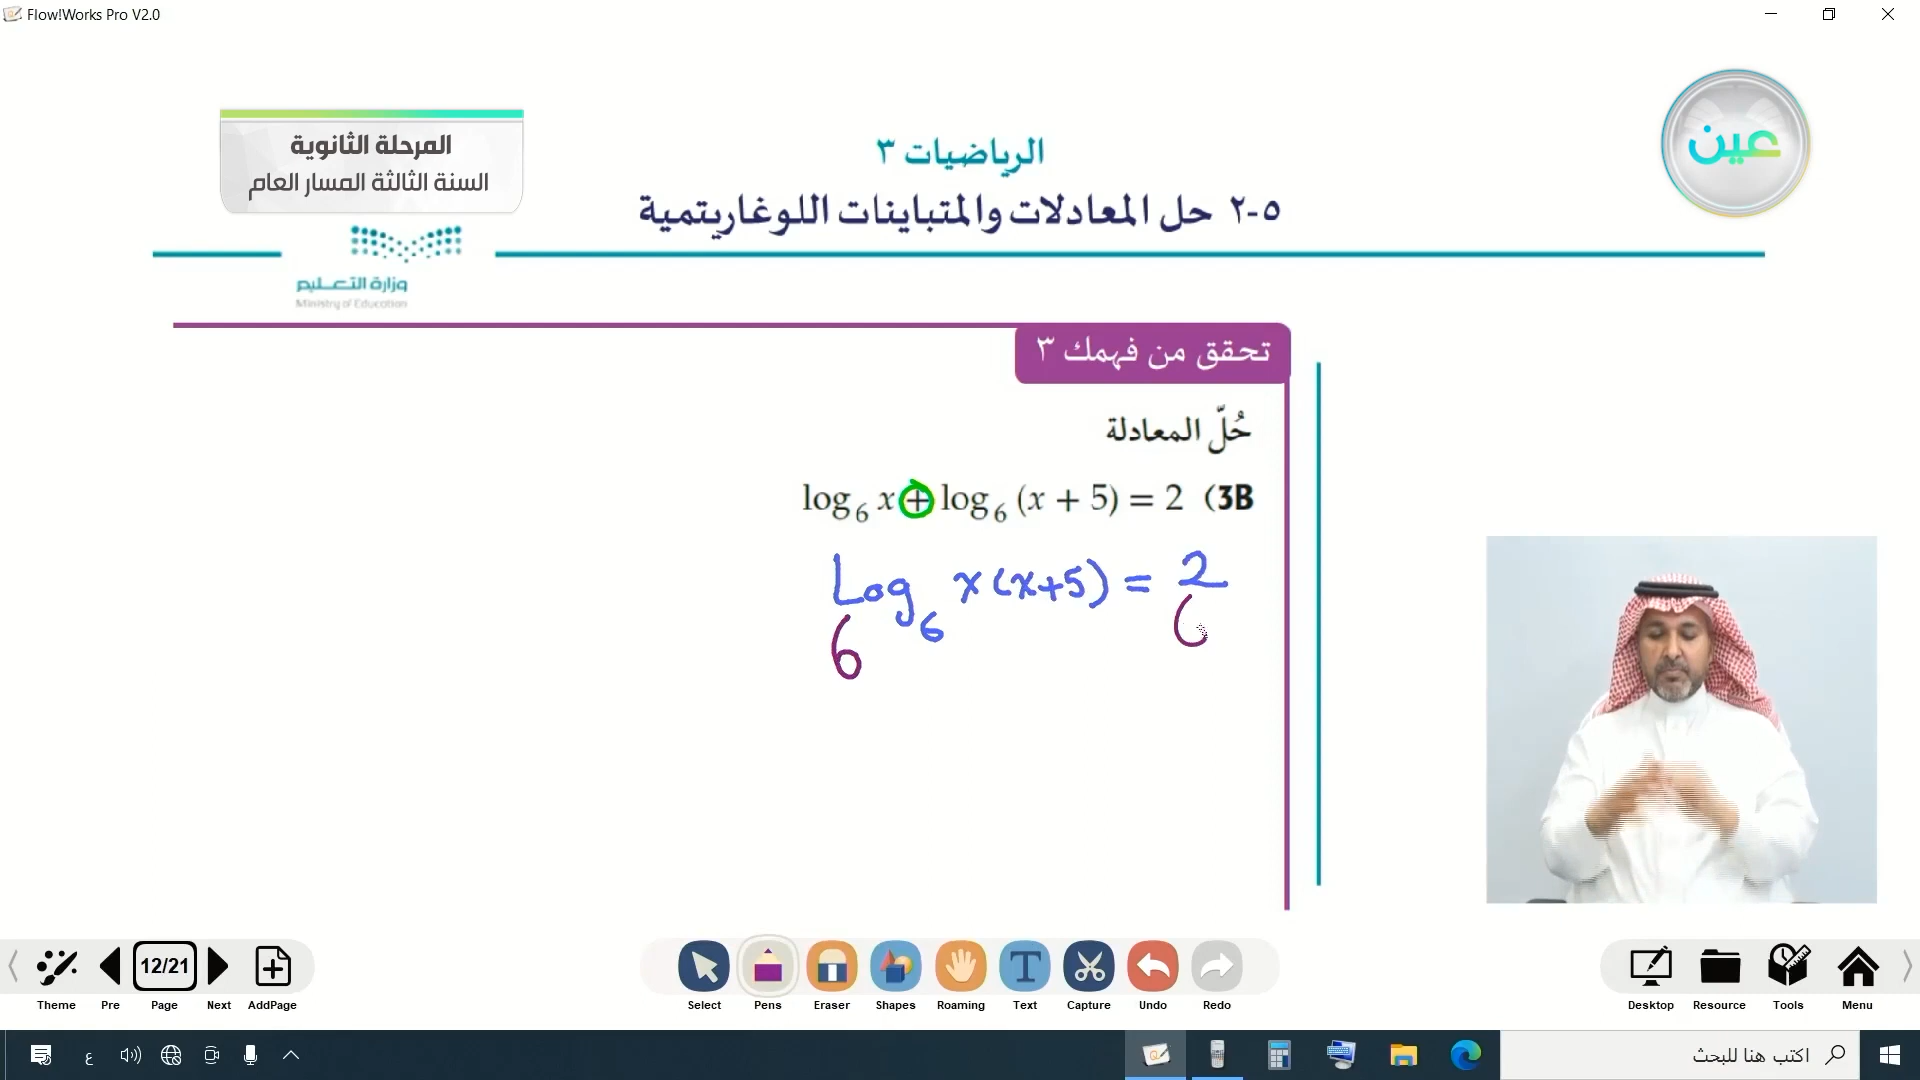 Flow!Works Pro V2.0
عين
المرحلة الثانوية
السنة الثالثة المسار العام
الرياضيات ٣
٢-٥ حل المعادلات والمتباينات اللوغاريتمية
وزارة التعليم
Ministry of Education
تحقق من فهمك ٣
حُلّ المعادلة
log₆ x + log₆ (x + 5) = 2 (3B
Log₆ x(x+5) = 2
6 6
12/21
Theme Pre Page Next AddPage
Select Pens Eraser Shapes Roaming Text Capture Undo Redo
Desktop Resource Tools Menu
ع
اكتب هنا للبحث